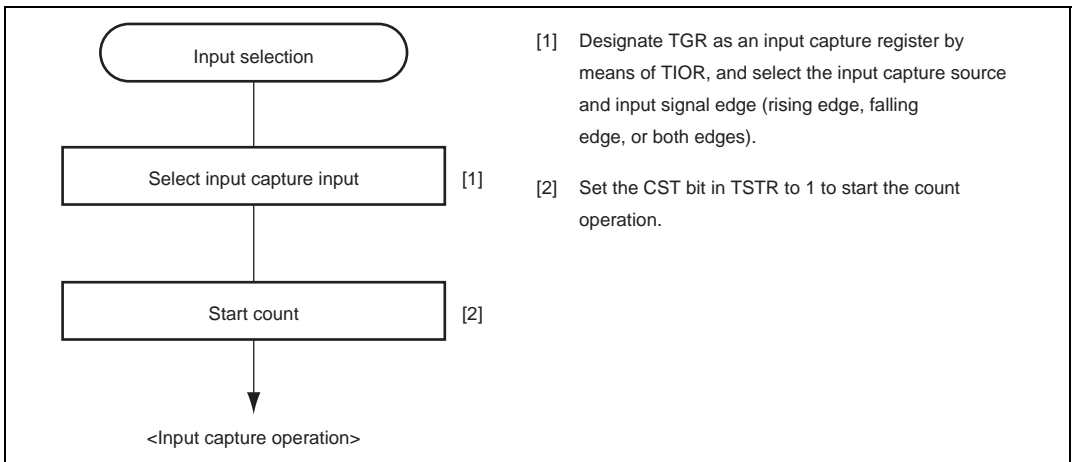 Input selection
Select input capture input
[1]
Start count
[2]
<Input capture operation>
[1] Designate TGR as an input capture register by
means of TIOR, and select the input capture source
and input signal edge (rising edge, falling
edge, or both edges).
[2] Set the CST bit in TSTR to 1 to start the count
operation.